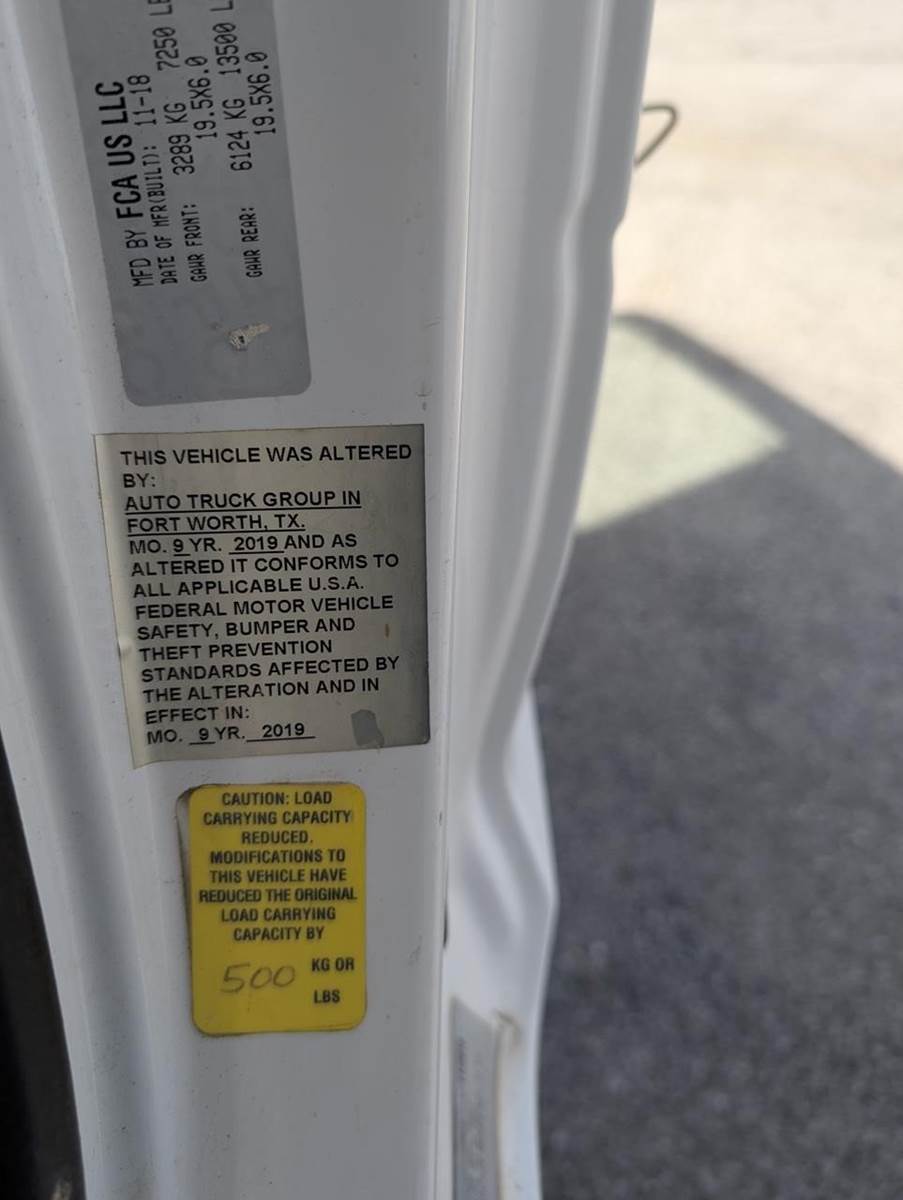 MFD BY FCA US LLC
DATE OF MFR(BUILT): 11-18
GAWR FRONT: 3289 KG 7250 LB
19.5X6.0
GAWR REAR: 6124 KG 13500 L
19.5X6.0
THIS VEHICLE WAS ALTERED
BY:
AUTO TRUCK GROUP IN
FORT WORTH, TX.
MO. 9 YR. 2019 AND AS
ALTERED IT CONFORMS TO
ALL APPLICABLE U.S.A.
FEDERAL MOTOR VEHICLE
SAFETY, BUMPER AND
THEFT PREVENTION
STANDARDS AFFECTED BY
THE ALTERATION AND IN
EFFECT IN:
MO. 9 YR. 2019
CAUTION: LOAD
CARRYING CAPACITY
REDUCED.
MODIFICATIONS TO
THIS VEHICLE HAVE
REDUCED THE ORIGINAL
LOAD CARRYING
CAPACITY BY
500 KG OR
LBS